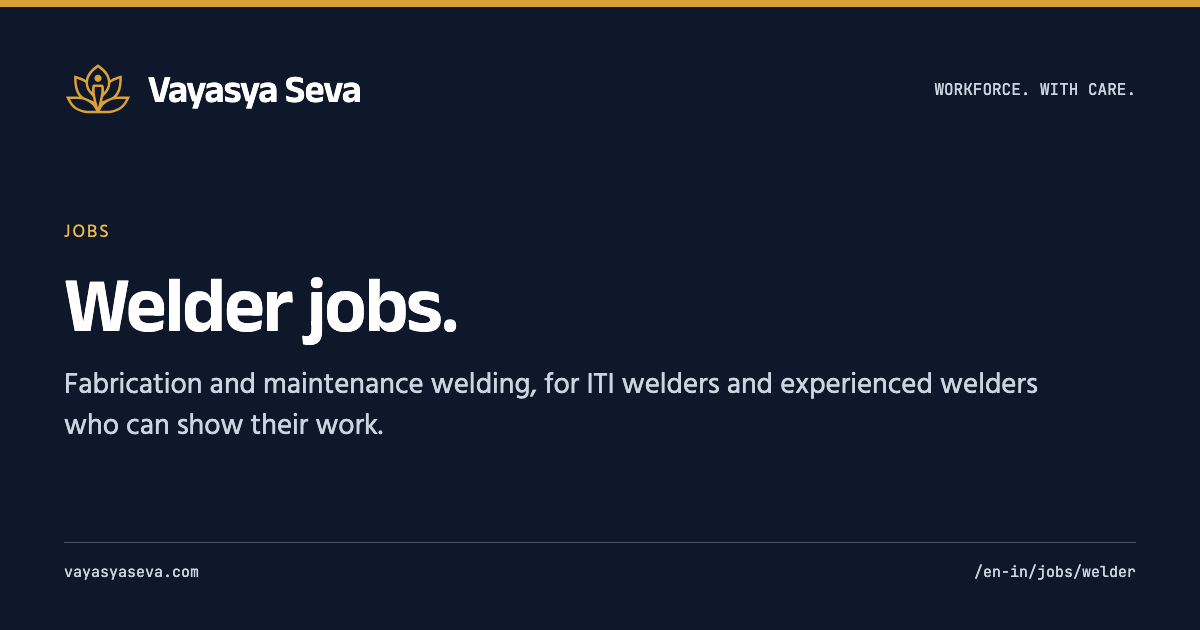 Vayasya Seva
WORKFORCE. WITH CARE.
JOBS
Welder jobs.
Fabrication and maintenance welding, for ITI welders and experienced welders
who can show their work.
vayasyaseva.com
/en-in/jobs/welder